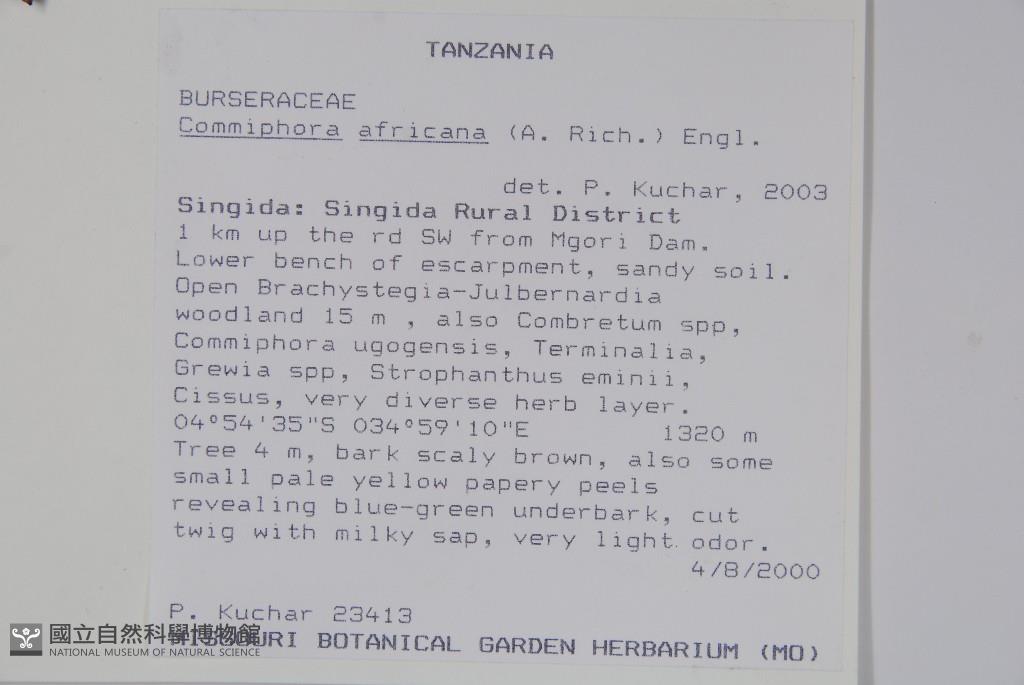 TANZANIA
BURSERACEAE
Commiphora africana (A. Rich.) Engl.
det. P. Kuchar, 2003
Singida: Singida Rural District
1 km up the rd SW from Mgori Dam.
Lower bench of escarpment, sandy soil.
Open Brachystegia-Julbernardia
woodland 15 m , also Combretum spp,
Commiphora ugogensis, Terminalia,
Grewia spp, Strophanthus eminii,
Cissus, very diverse herb layer.
04°54'35"S 034°59'10"E 1320 m
Tree 4 m, bark scaly brown, also some
small pale yellow papery peels
revealing blue-green underbark, cut
twig with milky sap, very light odor.
4/8/2000
P. Kuchar 23413
MISSOURI BOTANICAL GARDEN HERBARIUM (MO)
國立自然科學博物館
NATIONAL MUSEUM OF NATURAL SCIENCE